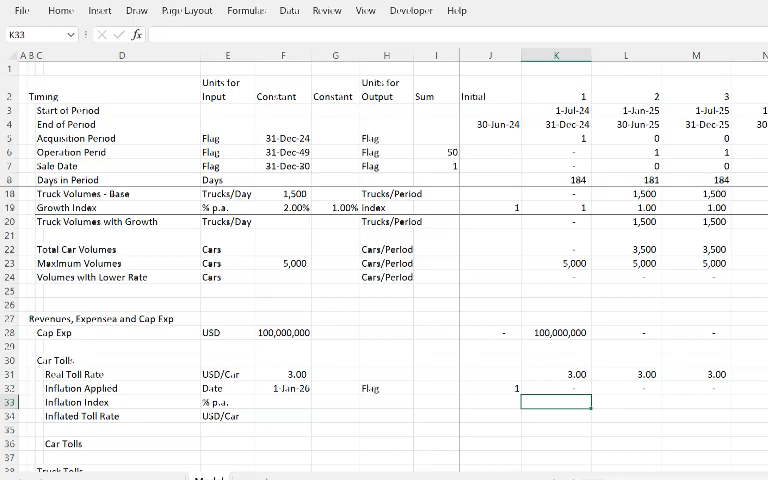 File Home Insert Draw Page Layout Formulas Data Review View Developer Help
K33 fx
A B C D E F G H I J K L M N
1
Units for Units for
2 Timing Input Constant Constant Output Sum Initial 1 2 3
3 Start of Period 1-Jul-24 1-Jan-25 1-Jul-25 1
4 End of Period 30-Jun-24 31-Dec-24 30-Jun-25 31-Dec-25 30
5 Acquisition Period Flag 31-Dec-24 Flag 1 0 0
6 Operation Perid Flag 31-Dec-49 Flag 50 - 1 1
7 Sale Date Flag 31-Dec-30 Flag 1 - 0 0
8 Days in Period Days 184 181 184
18 Truck Volumes - Base Trucks/Day 1,500 Trucks/Period - 1,500 1,500
19 Growth Index % p.a. 2.00% 1.00% Index 1 1 1.00 1.00
20 Truck Volumes with Growth Trucks/Day Trucks/Period - 1,500 1,500
21
22 Total Car Volumes Cars Cars/Period - 3,500 3,500
23 Maximum Volumes Cars 5,000 Cars/Period 5,000 5,000 5,000
24 Volumes with Lower Rate Cars Cars/Period - - -
25
26
27 Revenues, Expensea and Cap Exp
28 Cap Exp USD 100,000,000 - 100,000,000 - -
29
30 Car Tolls
31 Real Toll Rate USD/Car 3.00 3.00 3.00 3.00
32 Inflation Applied Date 1-Jan-26 Flag 1 - - -
33 Inflation Index % p.a.
34 Inflated Toll Rate USD/Car
35
36 Car Tolls
37
38 Truck Tolls